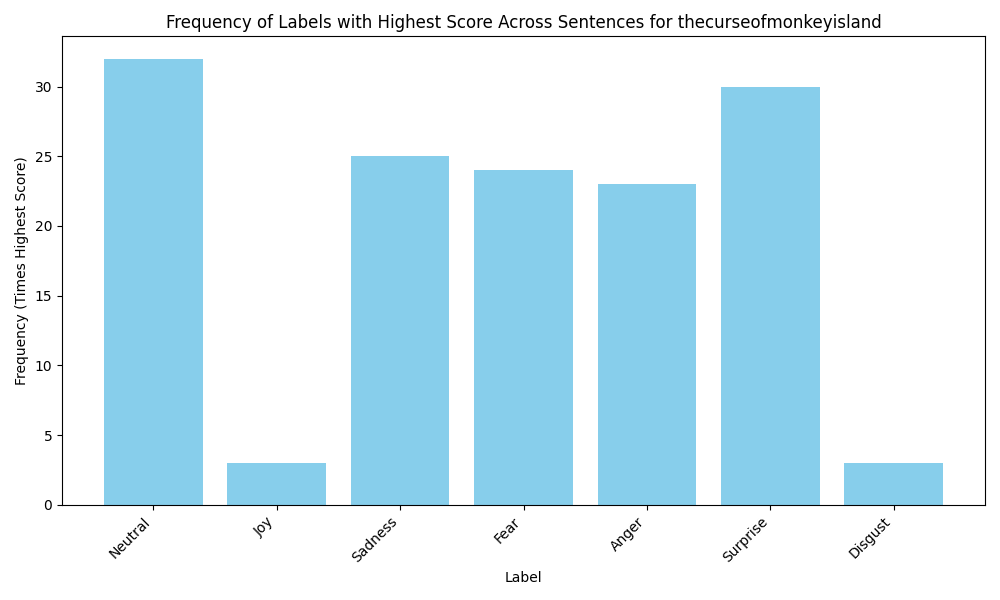 Frequency of Labels with Highest Score Across Sentences for thecurseofmonkeyisland
Frequency (Times Highest Score)
30
25
20
15
10
5
0
Neutral
Joy
Sadness
Fear
Anger
Surprise
Disgust
Label